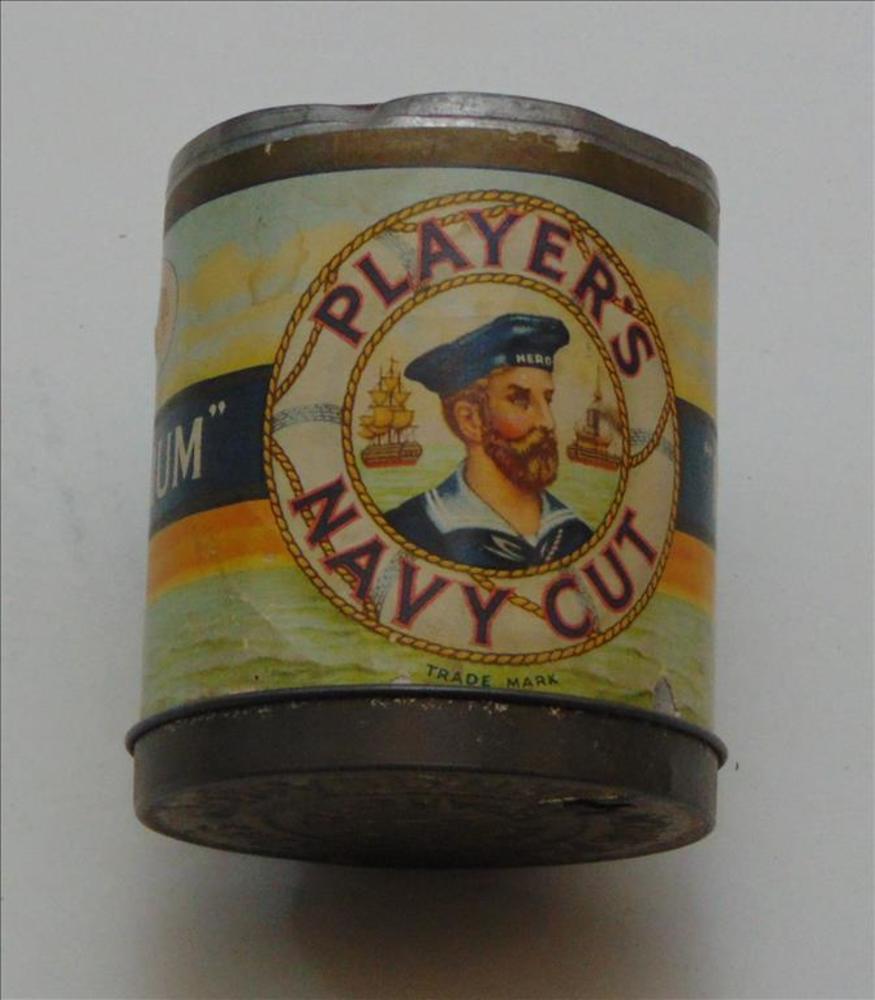 PLAYER'S
HERO
UM"
NAVY CUT
TRADE MARK